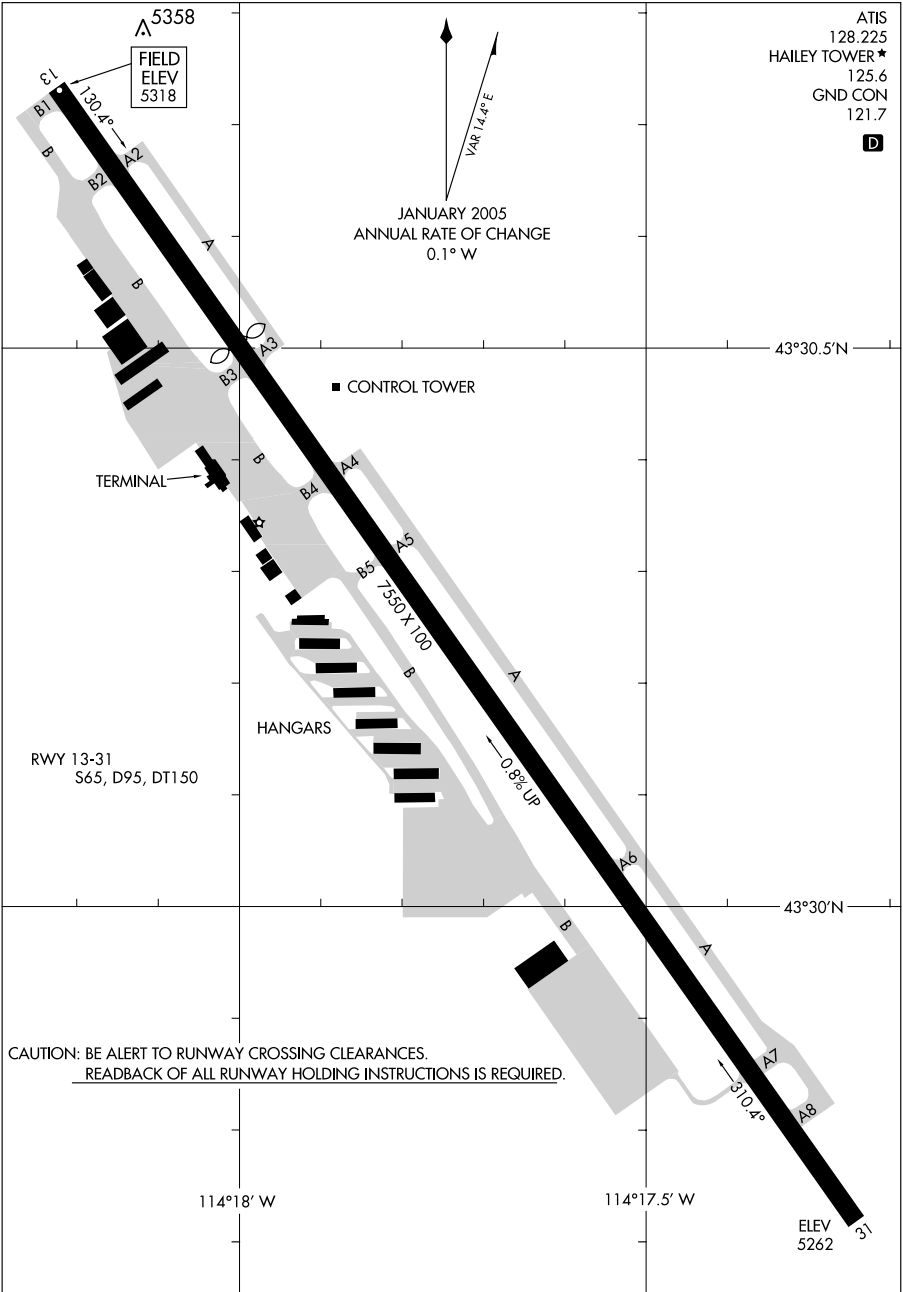 5358
ATIS
128.225
HAILEY TOWER★
125.6
GND CON
121.7
D
FIELD
ELEV
5318
13
130.4°
VAR 14.4° E
JANUARY 2005
ANNUAL RATE OF CHANGE
0.1° W
B1
B
A2
B2
A
B
A3
B3
43°30.5'N
CONTROL TOWER
B
A4
TERMINAL
B4
A5
B5
7550 X 100
B
A
HANGARS
RWY 13-31
S65, D95, DT150
0.8% UP
A6
43°30'N
B
A
CAUTION: BE ALERT TO RUNWAY CROSSING CLEARANCES.
READBACK OF ALL RUNWAY HOLDING INSTRUCTIONS IS REQUIRED.
A7
310.4°
A8
114°18' W
114°17.5' W
31
ELEV
5262